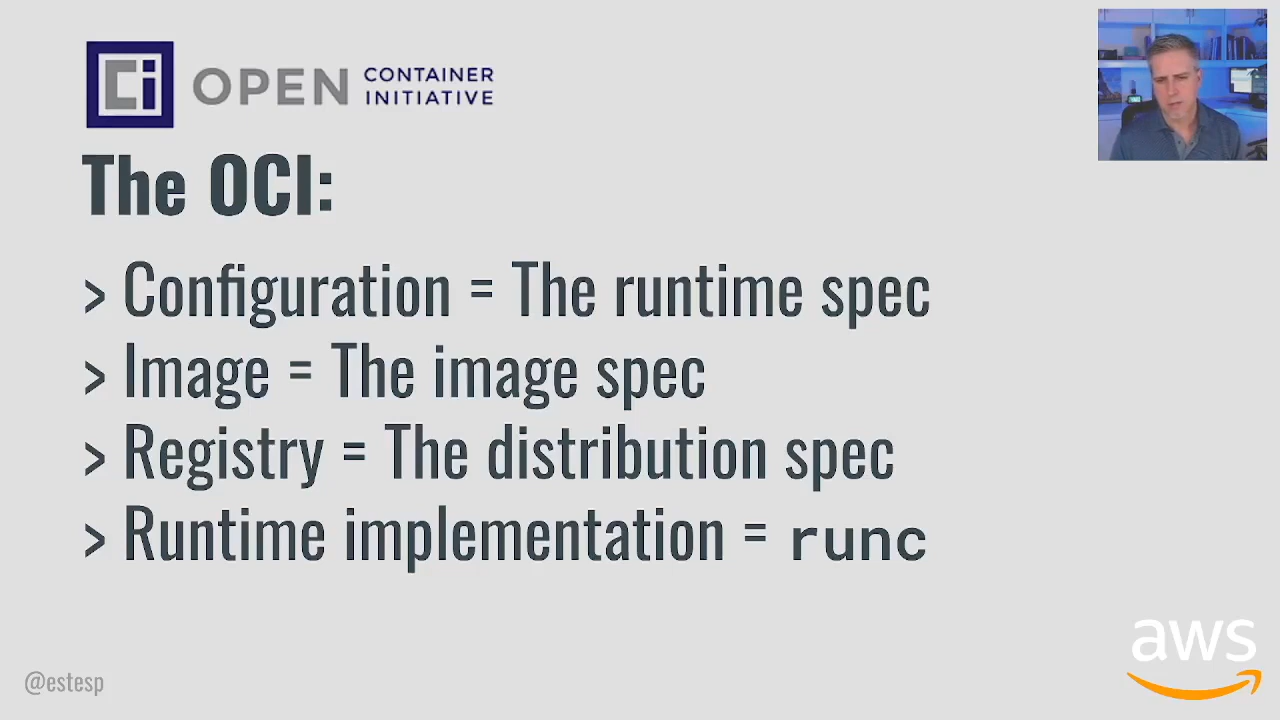 Ci OPEN CONTAINER INITIATIVE
The OCI:
> Configuration = The runtime spec
> Image = The image spec
> Registry = The distribution spec
> Runtime implementation = runc
@estesp
aws